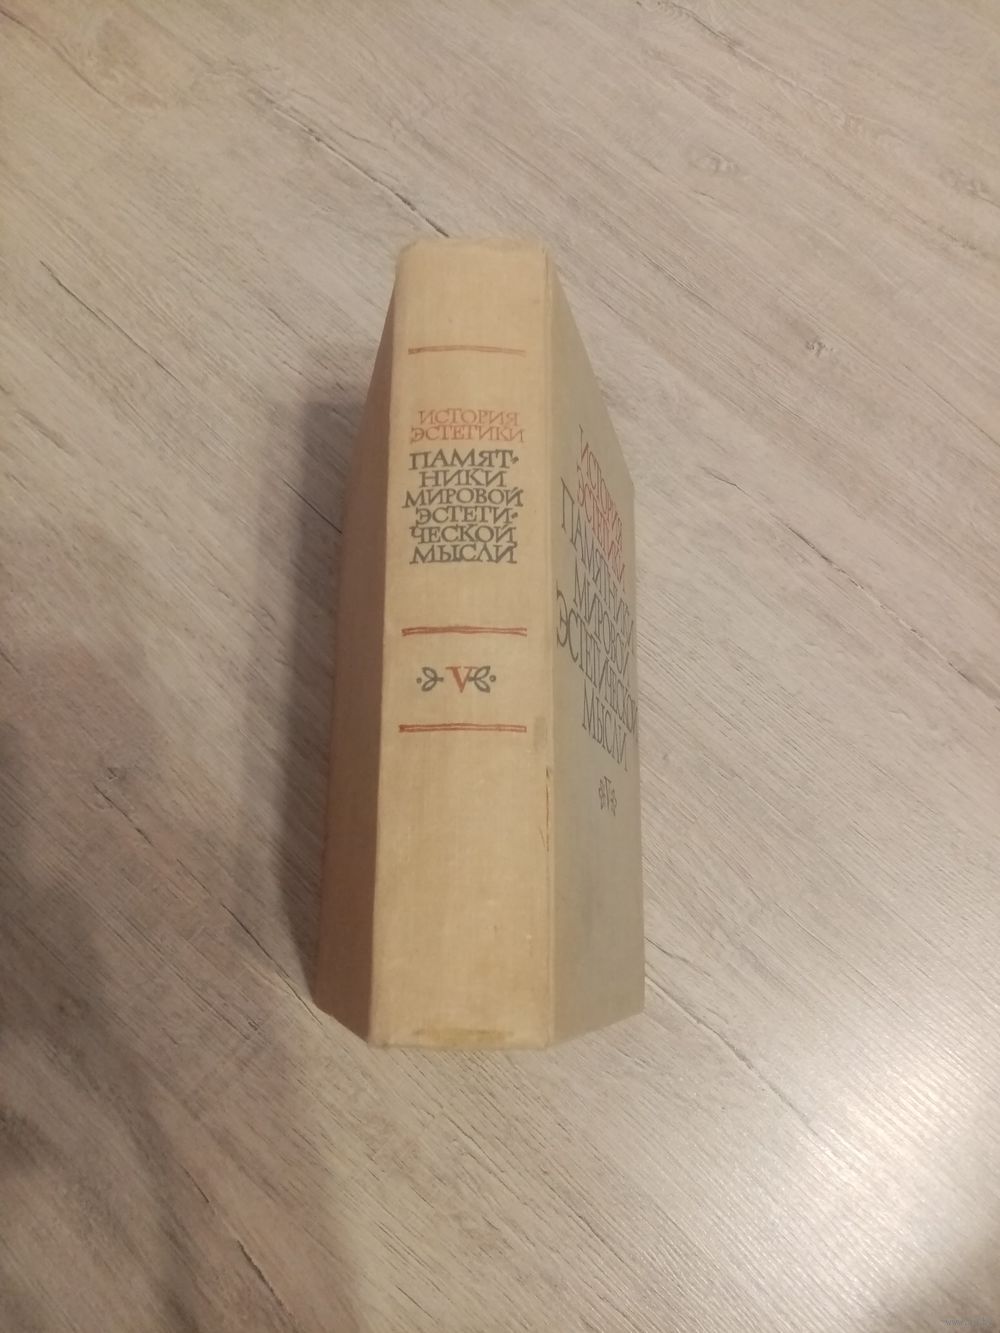 ИСТОРИЯ
ЭСТЕТИКИ
ПАМЯТ-
НИКИ
МИРОВОЙ
ЭСТЕТИ-
ЧЕСКОЙ
МЫСЛИ
V
ИСТОРИЯ
ЭСТЕТИКИ
ПАМЯТНИКИ
МИРОВОЙ
ЭСТЕТИЧЕСКОЙ
МЫСЛИ
V